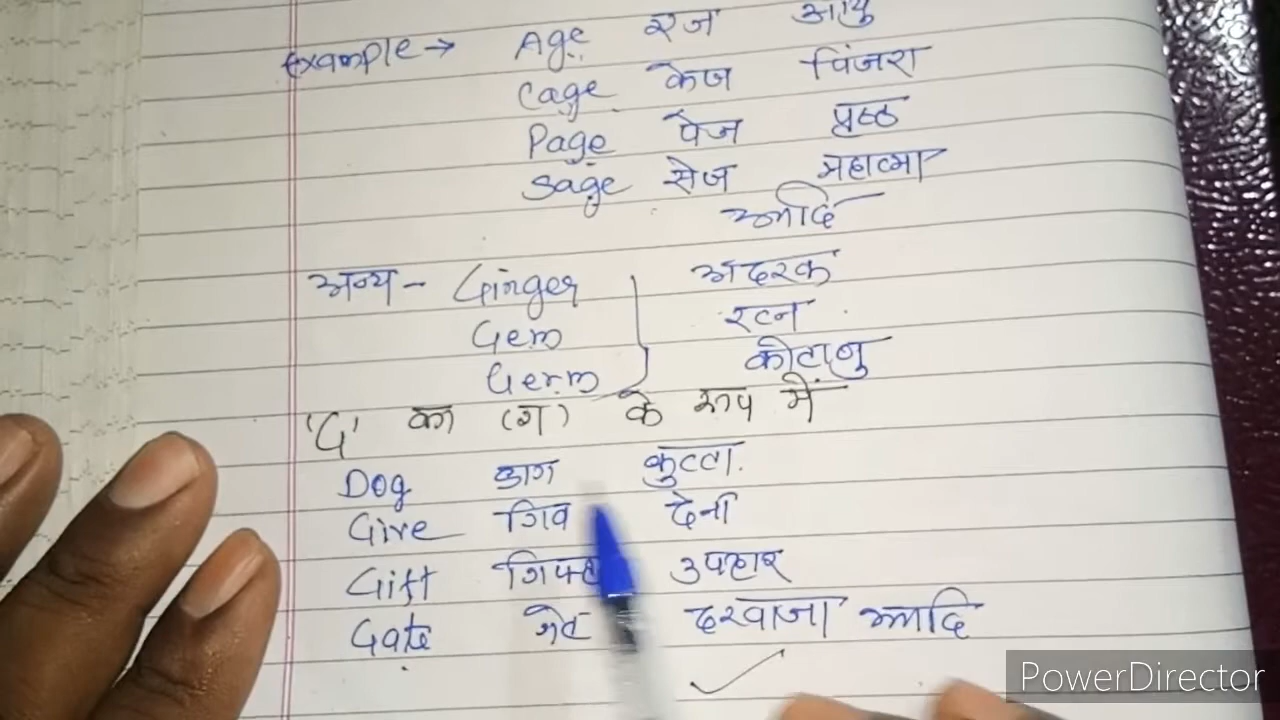 example → Age एज आयु
Cage केज पिंजरा
Page पेज पृष्ठ
Sage सेज महात्मा
आदि
अन्य - Ginger अदरक
Gem रत्न
Germ कीटानु
'G' का (ग) के रूप में
Dog डाग कुत्ता.
Give गिव देना
Gift गिफ्ट उपहार
Gate गेट दरवाजा आदि
PowerDirector